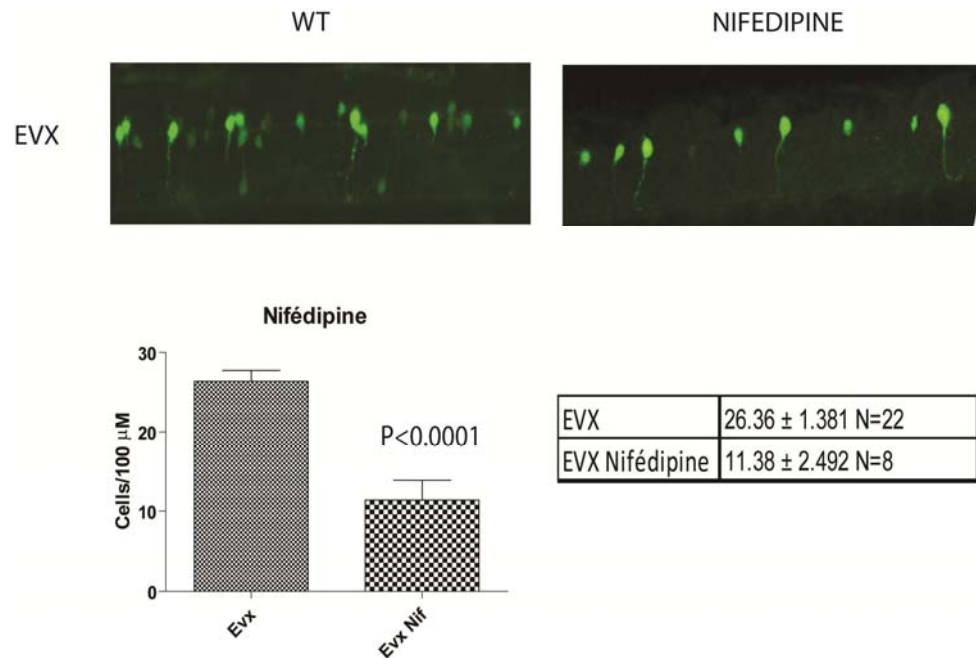 WT
NIFEDIPINE
EVX
Nifédipine
Cells/100 µM
30
20
10
0
P<0.0001
Evx
Evx Nif
EVX 26.36 ± 1.381 N=22
EVX Nifédipine 11.38 ± 2.492 N=8